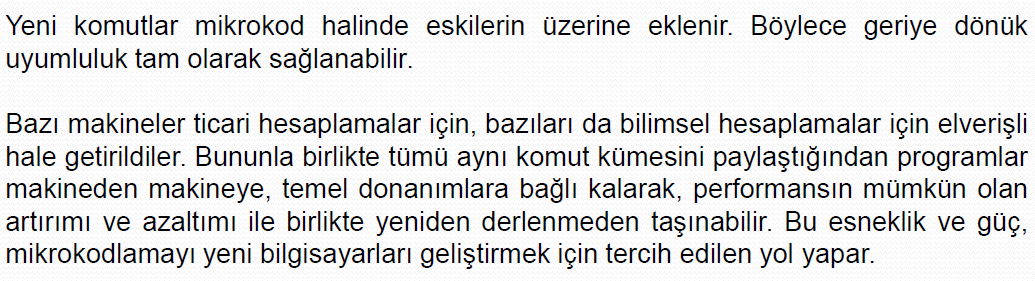 Yeni komutlar mikrokod halinde eskilerin üzerine eklenir. Böylece geriye dönük
uyumluluk tam olarak sağlanabilir.
Bazı makineler ticari hesaplamalar için, bazıları da bilimsel hesaplamalar için elverişli
hale getirildiler. Bununla birlikte tümü aynı komut kümesini paylaştığından programlar
makineden makineye, temel donanımlara bağlı kalarak, performansın mümkün olan
artırımı ve azaltımı ile birlikte yeniden derlenmeden taşınabilir. Bu esneklik ve güç,
mikrokodlamayı yeni bilgisayarları geliştirmek için tercih edilen yol yapar.